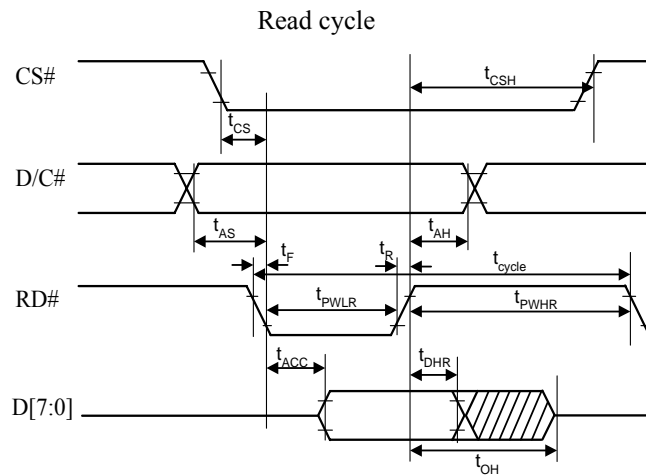 Read cycle
CS#
tCSH
tCS
D/C#
tAS
tAH
tF
tR
tcycle
RD#
tPWLR
tPWHR
tACC
tDHR
D[7:0]
tOH